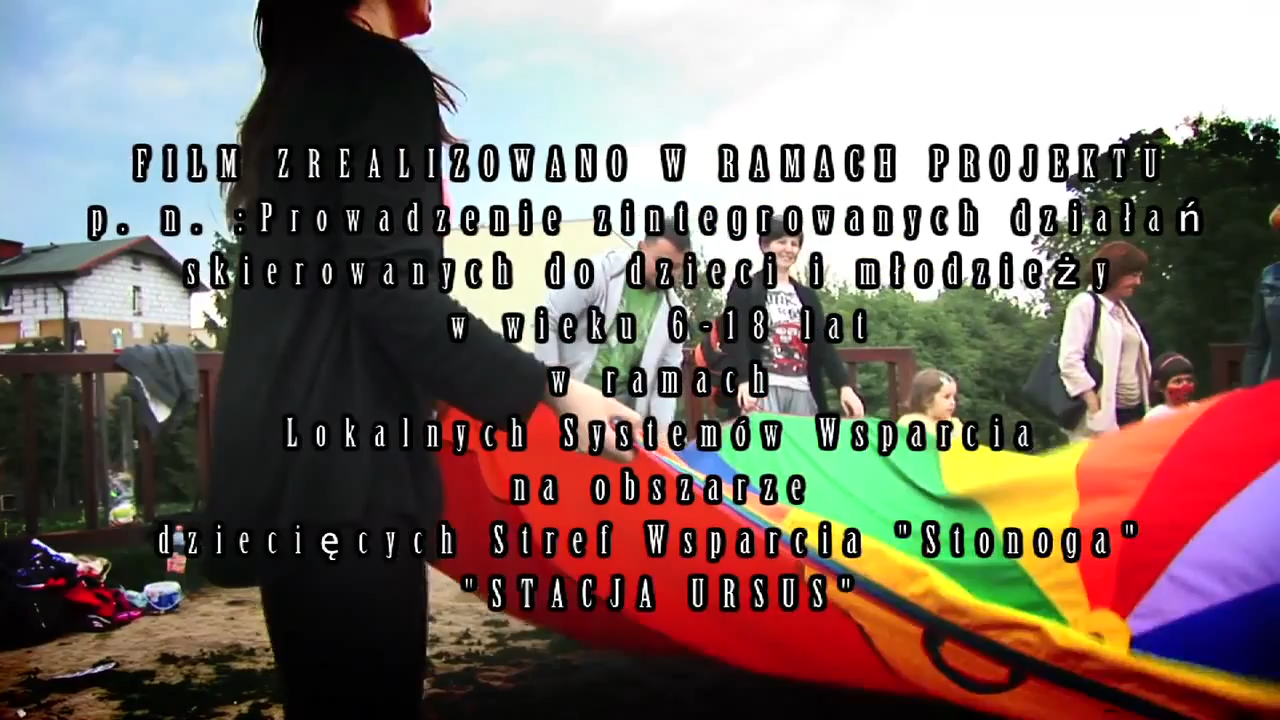 FILM ZREALIZOWANO W RAMACH PROJEKTU
p. n. :Prowadzenie zintegrowanych działań
skierowanych do dzieci i młodzieży
w wieku 6-18 lat
w ramach
Lokalnych Systemów Wsparcia
na obszarze
dziecięcych Stref Wsparcia "Stonoga"
"STACJA URSUS"